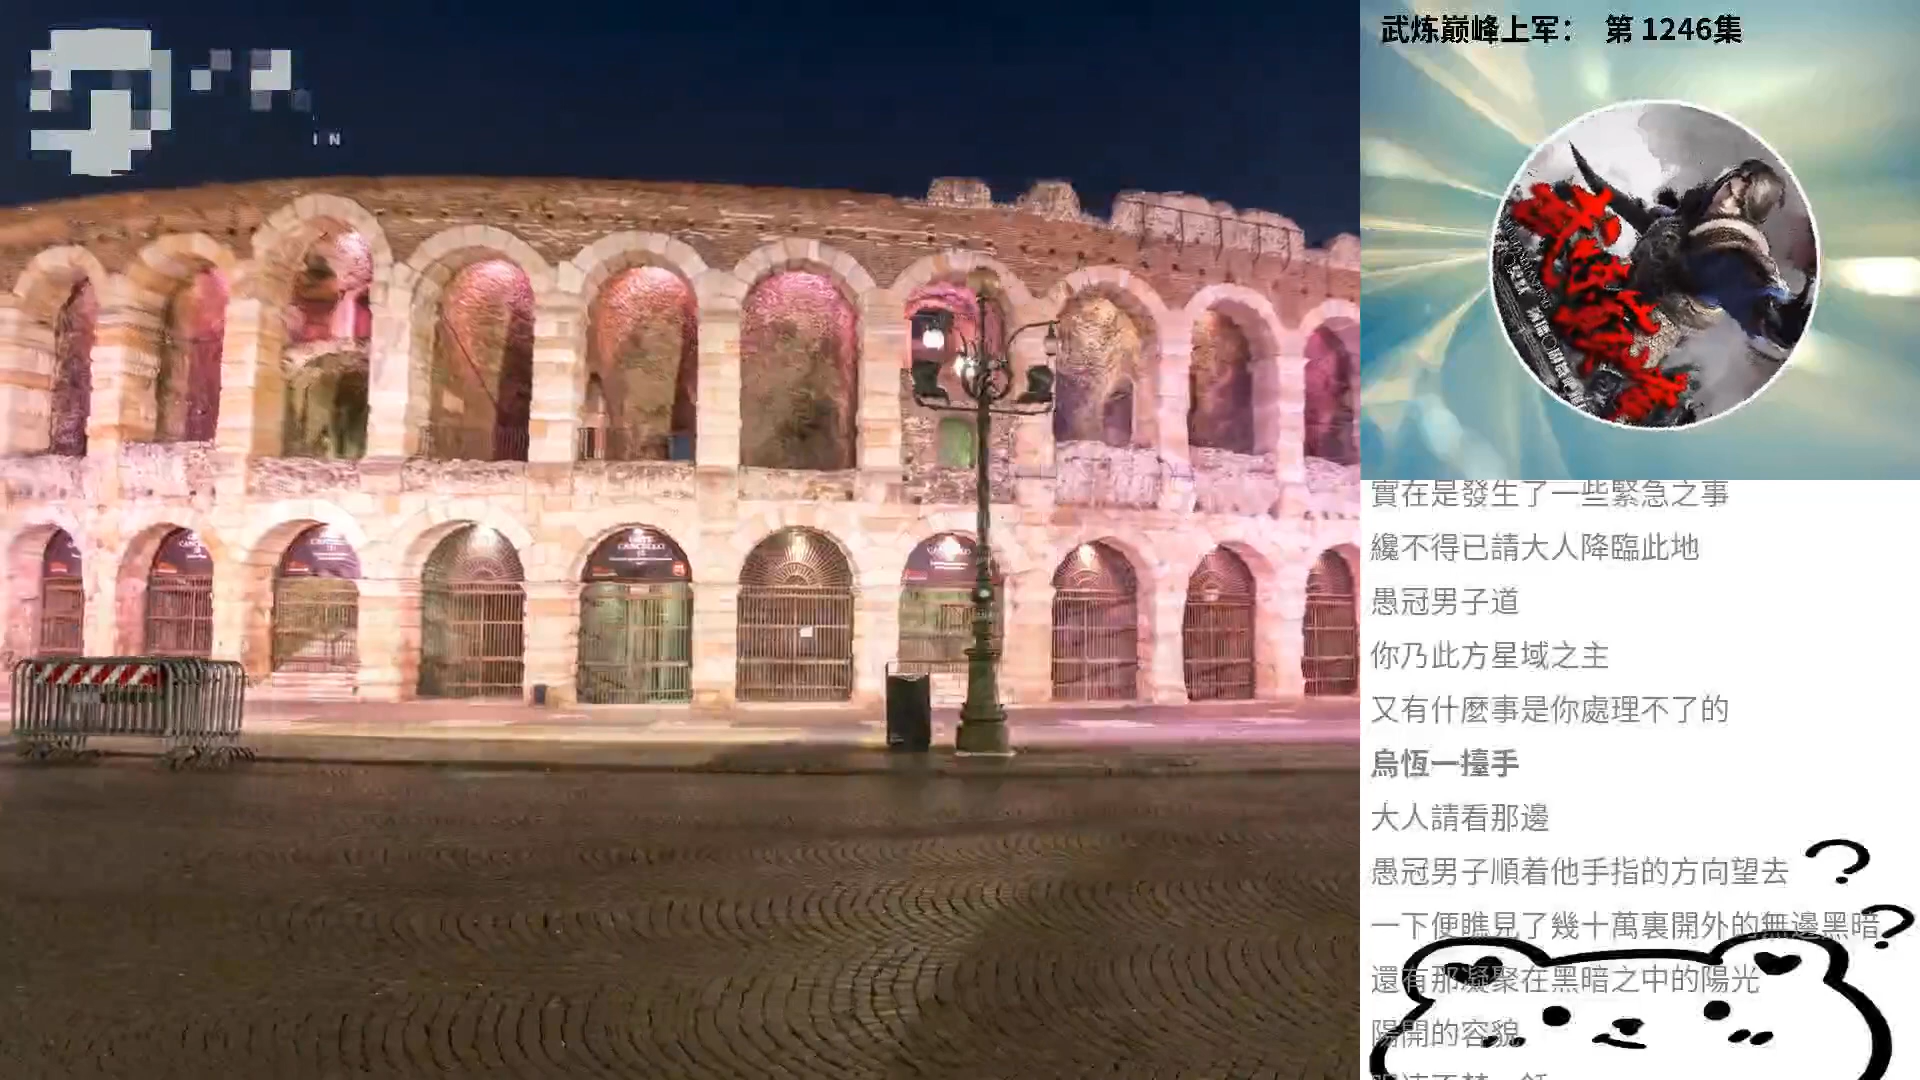 IN
武炼巅峰上军： 第 1246集
實在是發生了一些緊急之事
纔不得已請大人降臨此地
愚冠男子道
你乃此方星域之主
又有什麼事是你處理不了的
烏恆一擡手
大人請看那邊
愚冠男子順着他手指的方向望去
一下便瞧見了幾十萬裏開外的無邊黑暗
還有那凝聚在黑暗之中的陽光
陽開的容貌